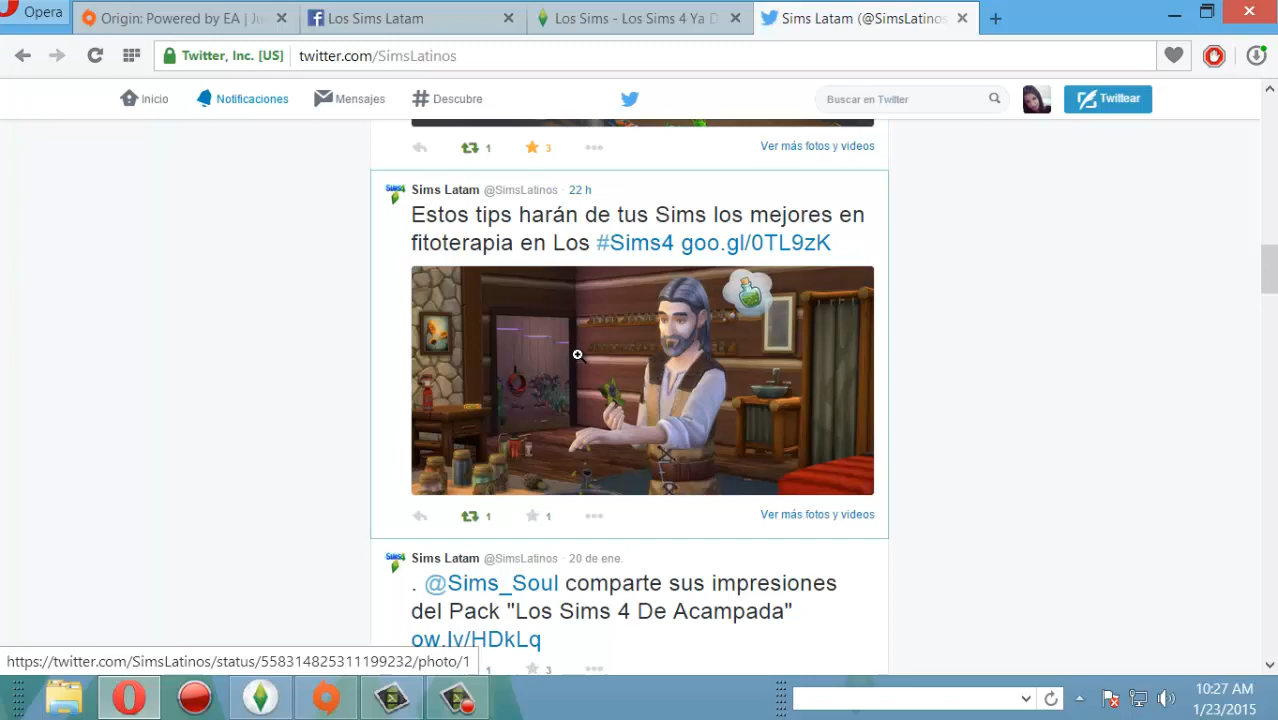 Opera
Origin: Powered by EA | Ju
Los Sims Latam
Los Sims - Los Sims 4 Ya D
Sims Latam (@SimsLatinos
Twitter, Inc. [US]
twitter.com/SimsLatinos
Inicio
Notificaciones
Mensajes
Descubre
Buscar en Twitter
Twittear
1
3
Ver más fotos y videos
Sims Latam @SimsLatinos · 22 h
Estos tips harán de tus Sims los mejores en
fitoterapia en Los #Sims4 goo.gl/0TL9zK
1
1
Ver más fotos y videos
Sims Latam @SimsLatinos · 20 de ene.
. @Sims_Soul comparte sus impresiones
del Pack "Los Sims 4 De Acampada"
ow.ly/HDkLq
1
3
https://twitter.com/SimsLatinos/status/558314825311199232/photo/1
10:27 AM
1/23/2015